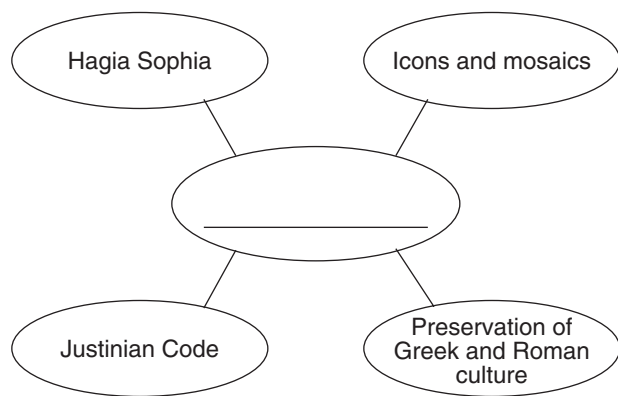 Hagia Sophia
Icons and mosaics
Justinian Code
Preservation of
Greek and Roman
culture